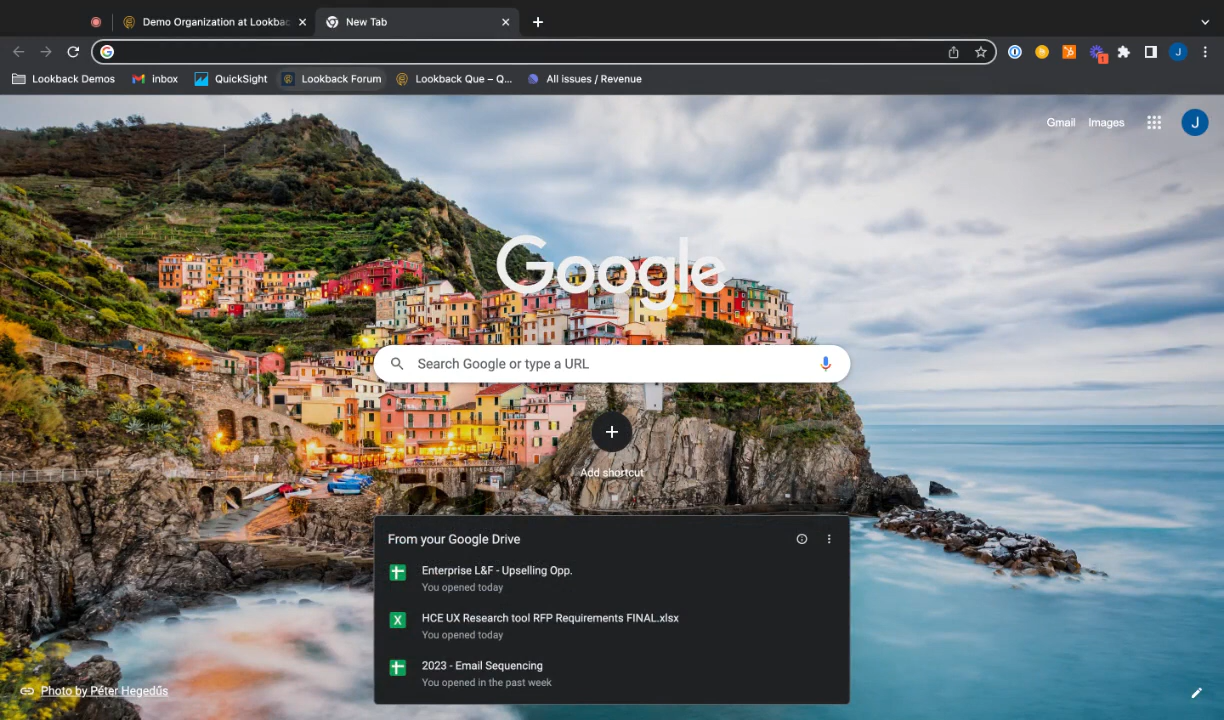 Demo Organization at Lookbac
New Tab
Lookback Demos
Inbox
QuickSight
Lookback Forum
Lookback Que – Q...
All issues / Revenue
1
J
Gmail
Images
J
Google
Search Google or type a URL
Add shortcut
From your Google Drive
Enterprise L&F - Upselling Opp.
You opened today
X
HCE UX Research tool RFP Requirements FINAL.xlsx
You opened today
2023 - Email Sequencing
You opened in the past week
Photo by Péter Hegedűs